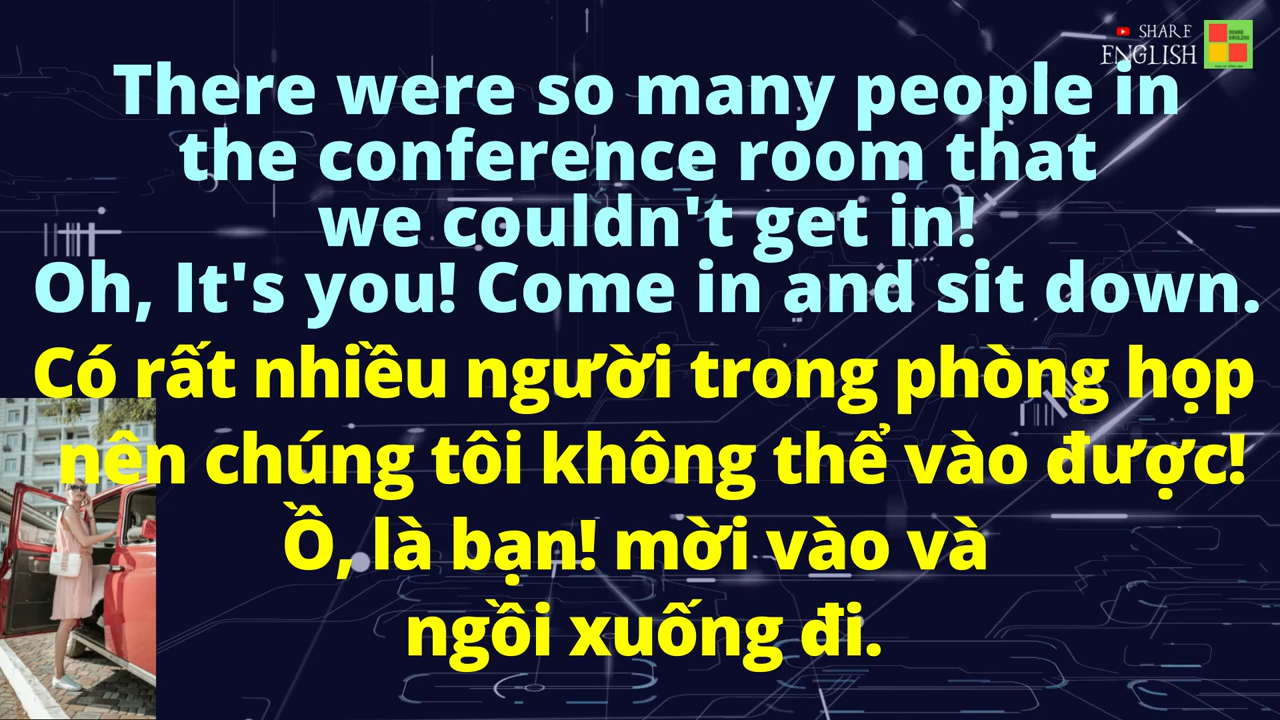 SHARE
ENGLISH
There were so many people in
the conference room that
we couldn't get in!
Oh, It's you! Come in and sit down.
Có rất nhiều người trong phòng họp
nên chúng tôi không thể vào được!
Ồ, là bạn! mời vào và
ngồi xuống đi.